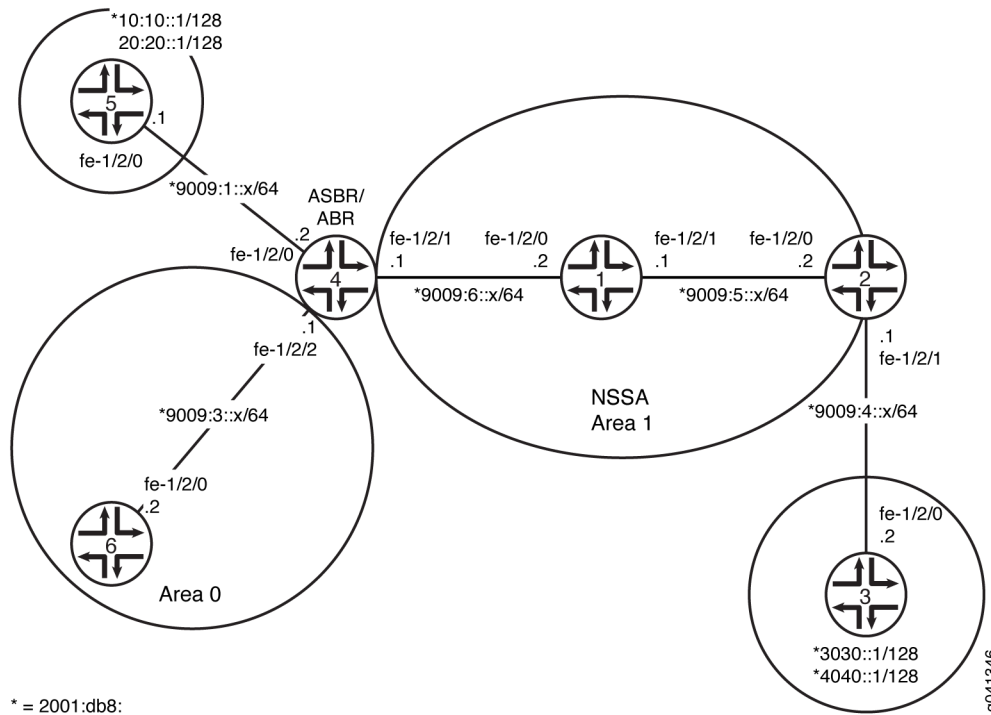 *10:10::1/128
20:20::1/128
5
.1
fe-1/2/0
*9009:1::x/64
ASBR/
ABR
.2
fe-1/2/0
4
fe-1/2/1
.1
*9009:6::x/64
fe-1/2/0
.2
1
fe-1/2/1
.1
*9009:5::x/64
fe-1/2/0
.2
2
.1
fe-1/2/1
.1
fe-1/2/2
*9009:3::x/64
NSSA
Area 1
*9009:4::x/64
fe-1/2/0
.2
6
Area 0
fe-1/2/0
.2
3
*3030::1/128
*4040::1/128
* = 2001:db8:
g041346